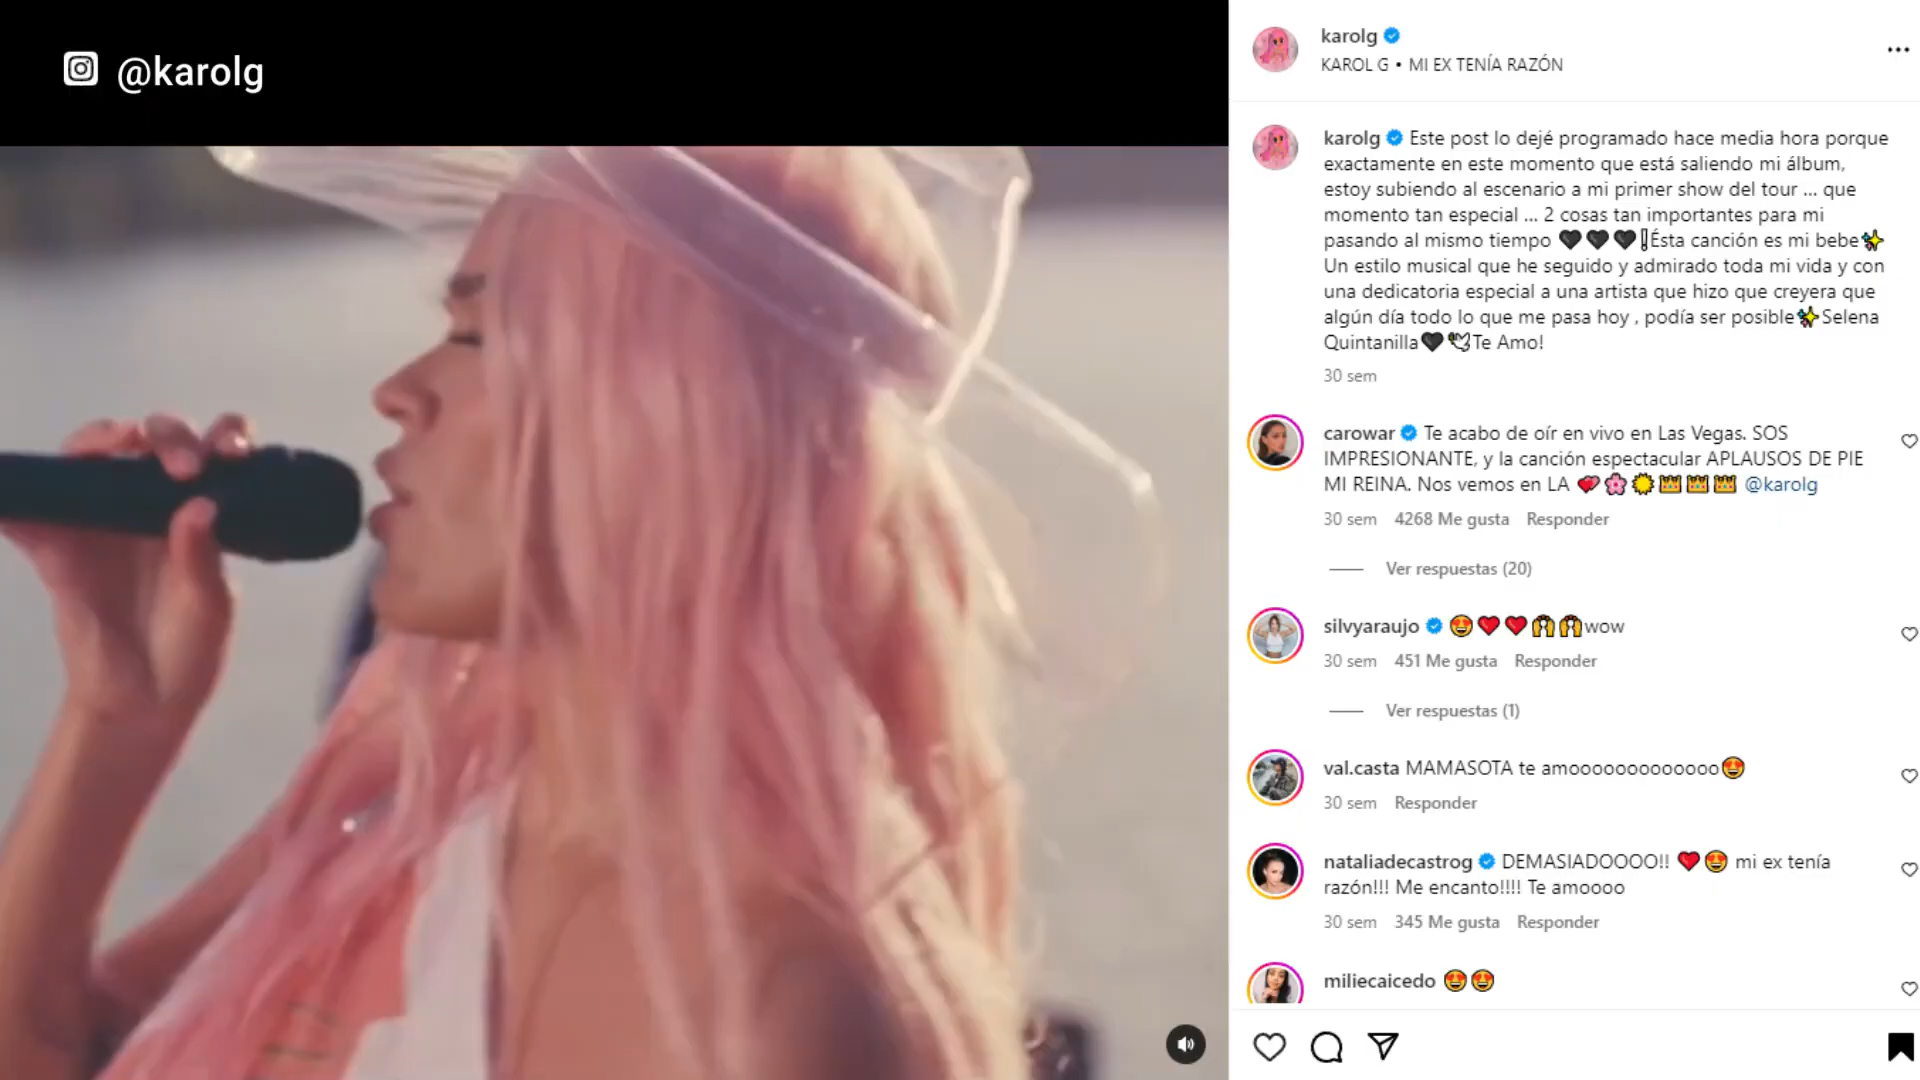 @karolg
karolg
KAROL G • MI EX TENÍA RAZÓN
karolg Este post lo dejé programado hace media hora porque
exactamente en este momento que está saliendo mi álbum,
estoy subiendo al escenario a mi primer show del tour ... que
momento tan especial ... 2 cosas tan importantes para mi
pasando al mismo tiempo 🖤🖤🖤!Ésta canción es mi bebe✨
Un estilo musical que he seguido y admirado toda mi vida y con
una dedicatoria especial a una artista que hizo que creyera que
algún día todo lo que me pasa hoy , podía ser posible✨Selena
Quintanilla🖤🕊Te Amo!
30 sem
carowar Te acabo de oír en vivo en Las Vegas. SOS
IMPRESIONANTE, y la canción espectacular APLAUSOS DE PIE
MI REINA. Nos vemos en LA 💕🌸☀️👑👑👑 @karolg
30 sem 4268 Me gusta Responder
Ver respuestas (20)
silvyaraujo 😍❤️❤️🙌🙌wow
30 sem 451 Me gusta Responder
Ver respuestas (1)
val.casta MAMASOTA te amooooooooooooo😍
30 sem Responder
nataliadecastrog DEMASIADOOOO!! ❤️😍 mi ex tenía
razón!!! Me encanto!!!! Te amoooo
30 sem 345 Me gusta Responder
miliecaicedo 😍😍